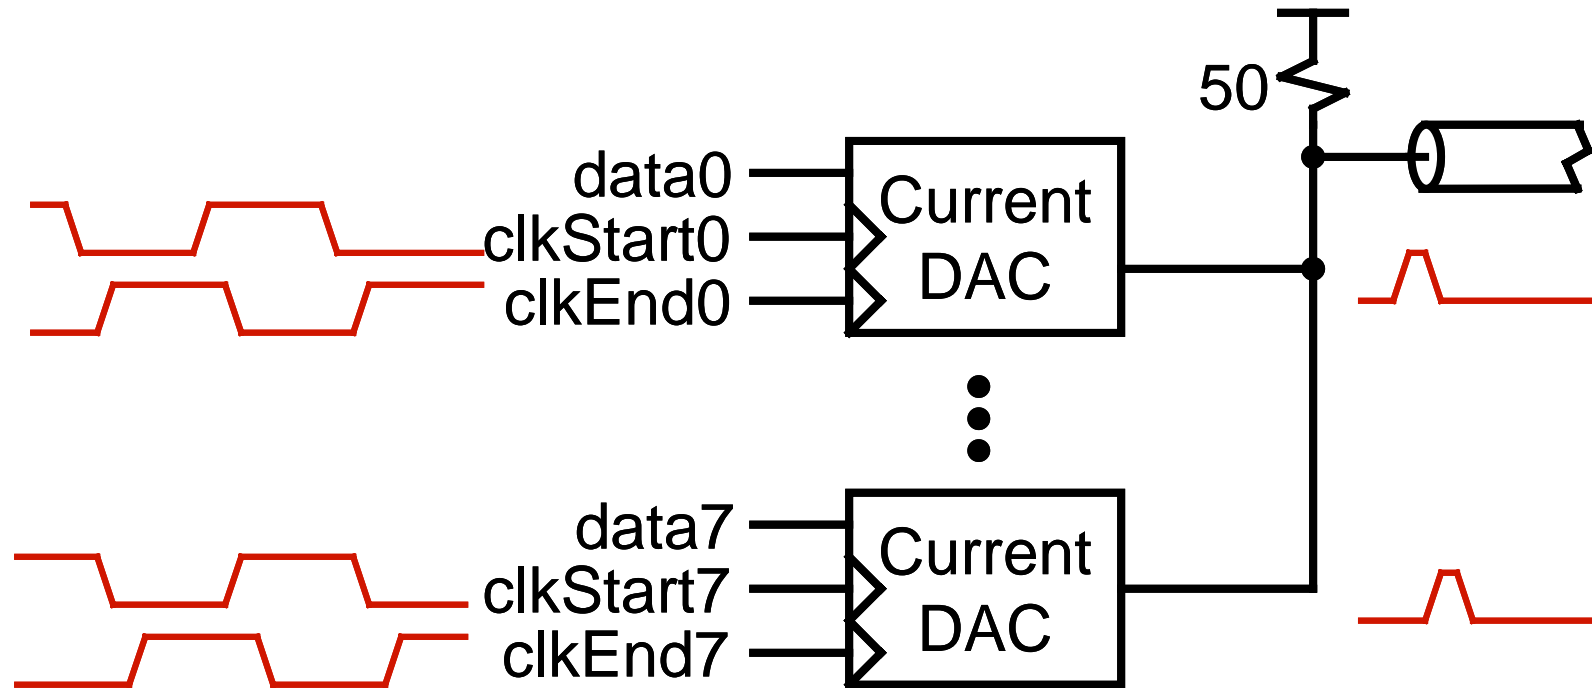 50
data0
clkStart0
clkEnd0
Current
DAC
data7
clkStart7
clkEnd7
Current
DAC